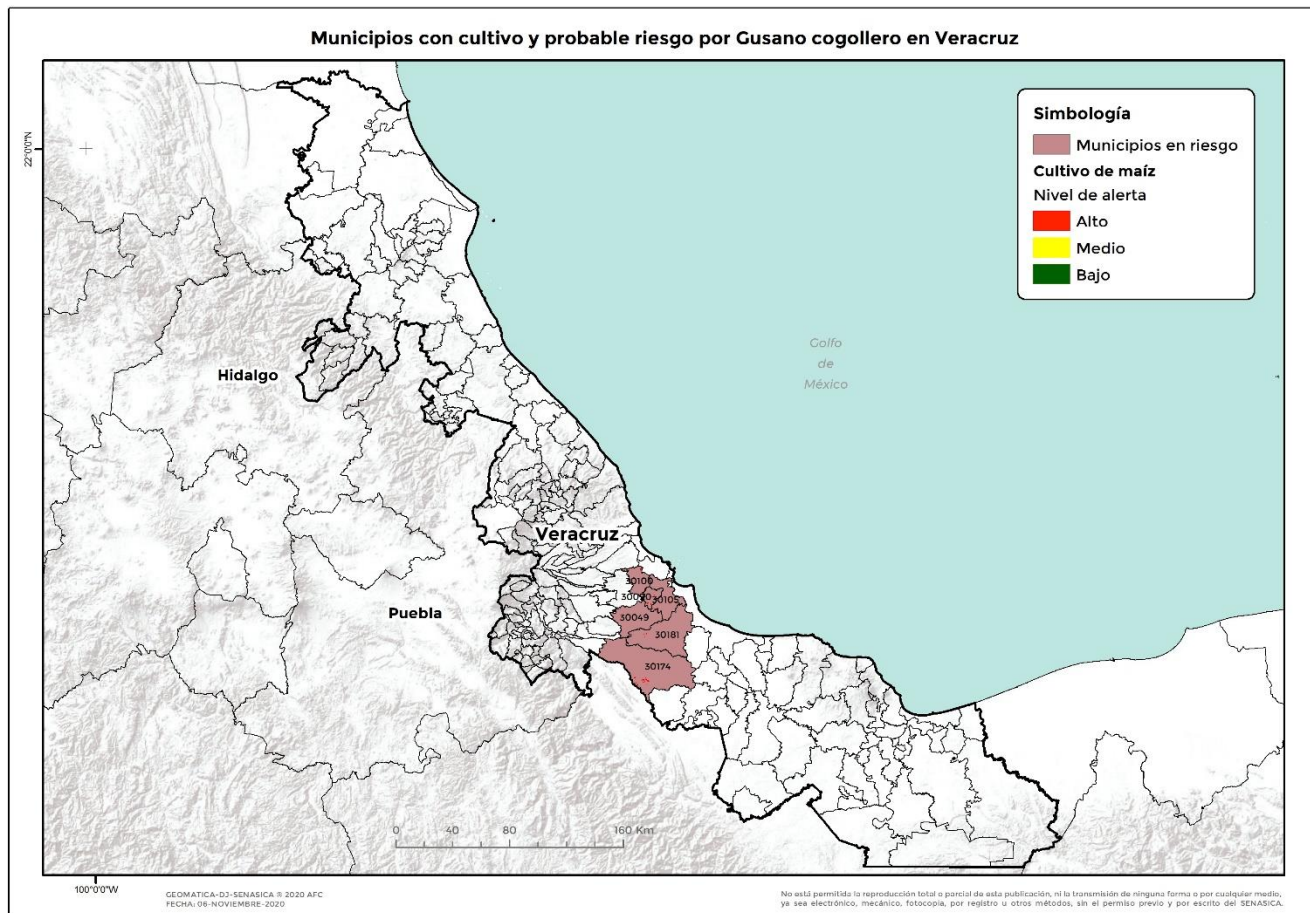 Municipios con cultivo y probable riesgo por Gusano cogollero en Veracruz
22°0'0"N
Simbología
Municipios en riesgo
Cultivo de maíz
Nivel de alerta
Alto
Medio
Bajo
Golfo
de
México
Hidalgo
Veracruz
30100
30090 30105
30049
Puebla
30181
30174
0 40 80 160 Km
100°0'0"W
GEOMATICA-DJ-SENASICA ® 2020 AFC
FECHA: 06-NOVIEMBRE-2020
No está permitida la reproducción total o parcial de esta publicación, ni la transmisión de ninguna forma o por cualquier medio,
ya sea electrónico, mecánico, fotocopia, por registro u otros métodos, sin el permiso previo y por escrito del SENASICA.